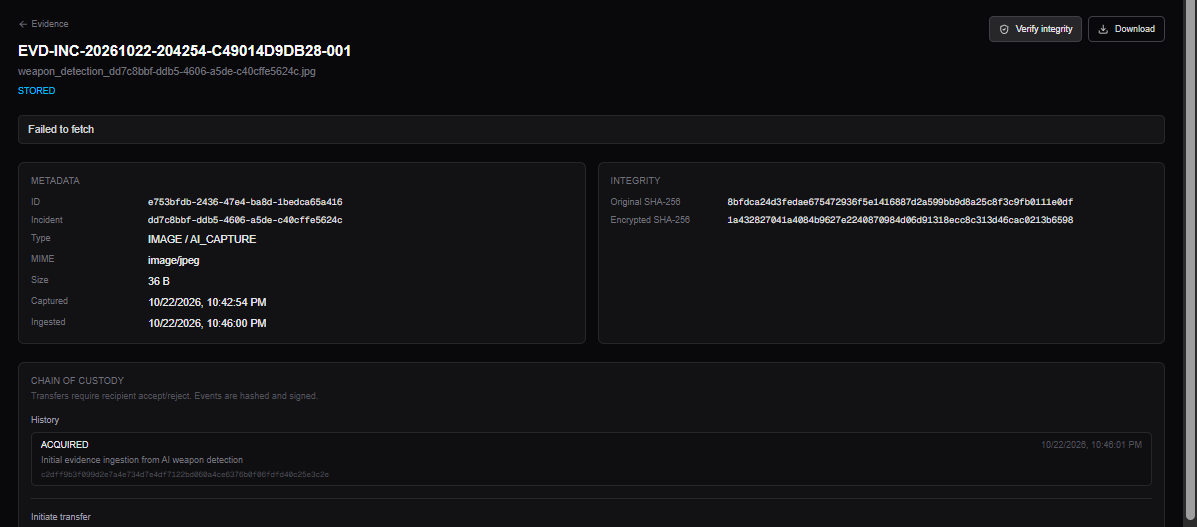 ← Evidence
Verify integrity
Download
EVD-INC-20261022-204254-C49014D9DB28-001
weapon_detection_dd7c8bbf-ddb5-4606-a5de-c40cffe5624c.jpg
STORED
Failed to fetch
METADATA
ID e753bfdb-2436-47e4-ba8d-1bedca65a416
Incident dd7c8bbf-ddb5-4606-a5de-c40cffe5624c
Type IMAGE / AI_CAPTURE
MIME image/jpeg
Size 36 B
Captured 10/22/2026, 10:42:54 PM
Ingested 10/22/2026, 10:46:00 PM
INTEGRITY
Original SHA-256 8bfdca24d3fedae675472936f5e1416887d2a599bb9d8a25c8f3c9fb0111e0df
Encrypted SHA-256 1a432827041a4084b9627e2240870984d06d91318ecc8c313d46cac0213b6598
CHAIN OF CUSTODY
Transfers require recipient accept/reject. Events are hashed and signed.
History
ACQUIRED 10/22/2026, 10:46:01 PM
Initial evidence ingestion from AI weapon detection
Initiate transfer